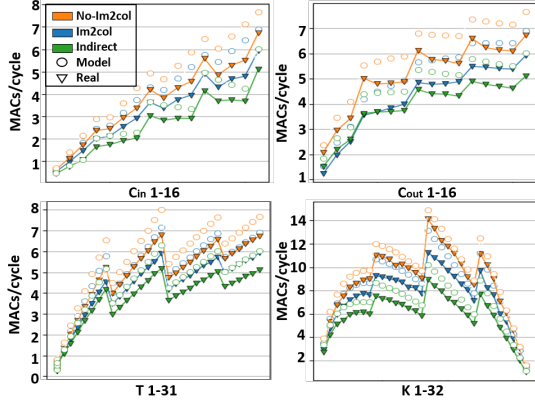 8
7
6
5
4
3
2
1
MACs/cycle
No-Im2col
Im2col
Indirect
Model
Real
Cin 1-16
7
6
5
4
3
2
1
MACs/cycle
Cout 1-16
8
7
6
5
4
3
2
1
0
MACs/cycle
T 1-31
14
12
10
8
6
4
2
0
MACs/cycle
K 1-32